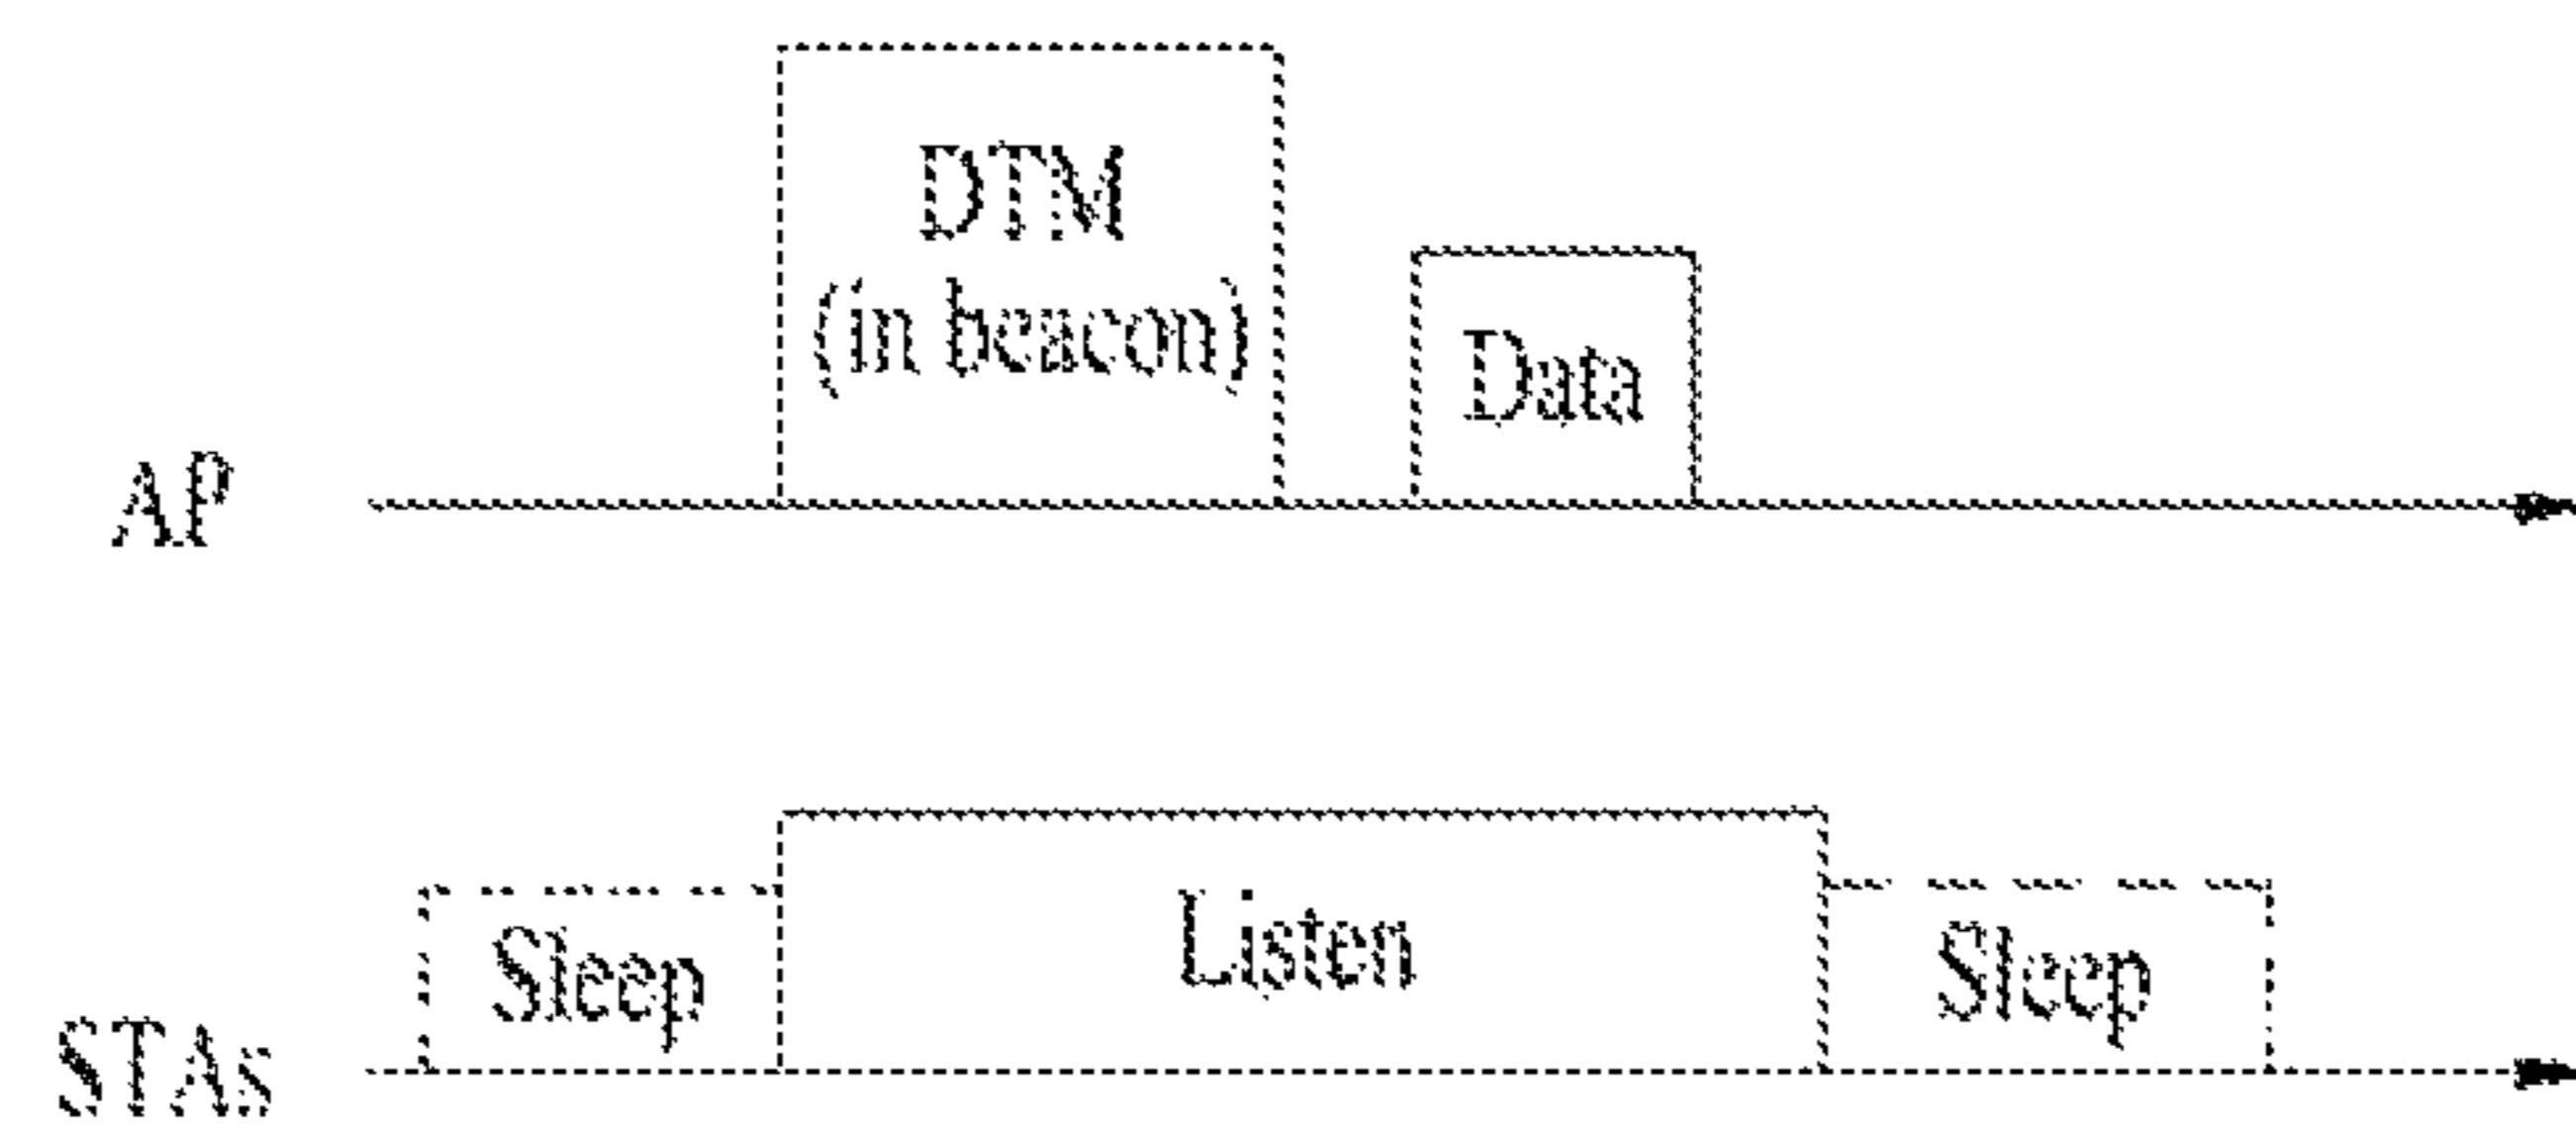 DTM
(in beacon)
Data
AP
Sleep
Listen
Sleep
STAs